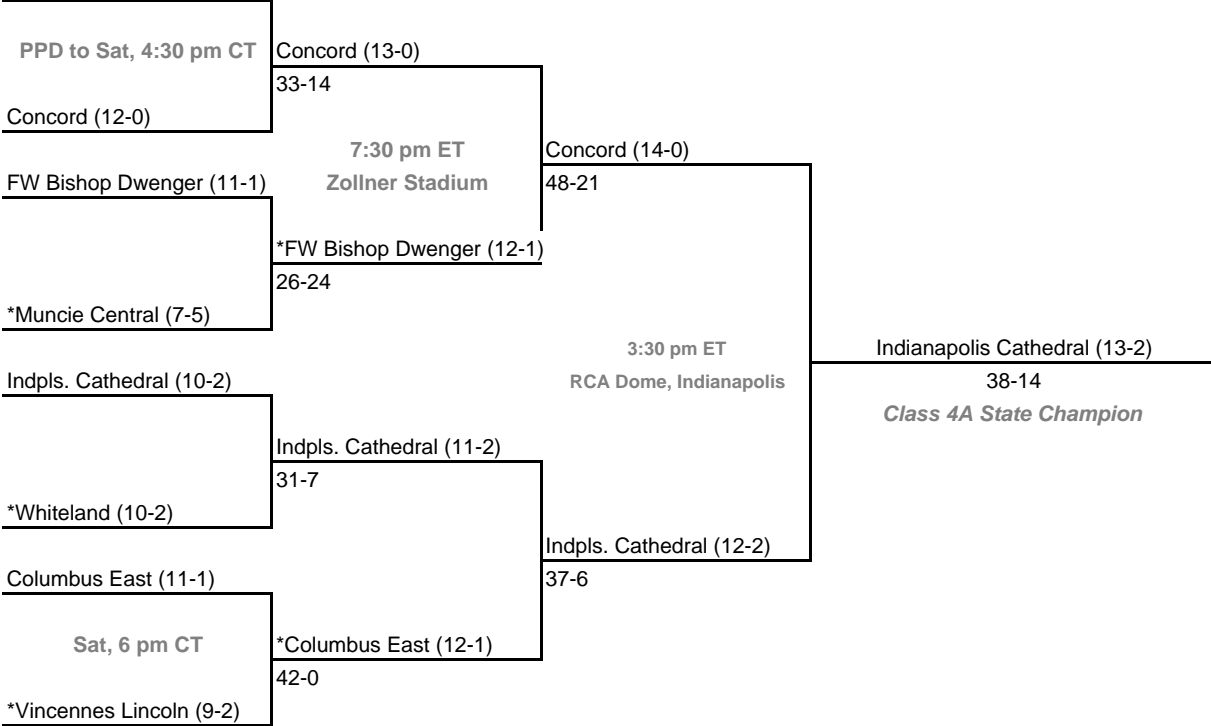 PPD to Sat, 4:30 pm CT
Concord (13-0)
33-14
Concord (12-0)
7:30 pm ET
Zollner Stadium
Concord (14-0)
48-21
FW Bishop Dwenger (11-1)
*FW Bishop Dwenger (12-1)
26-24
*Muncie Central (7-5)
3:30 pm ET
RCA Dome, Indianapolis
Indianapolis Cathedral (13-2)
38-14
Class 4A State Champion
Indpls. Cathedral (10-2)
Indpls. Cathedral (11-2)
31-7
*Whiteland (10-2)
Indpls. Cathedral (12-2)
37-6
Columbus East (11-1)
Sat, 6 pm CT
*Columbus East (12-1)
42-0
*Vincennes Lincoln (9-2)